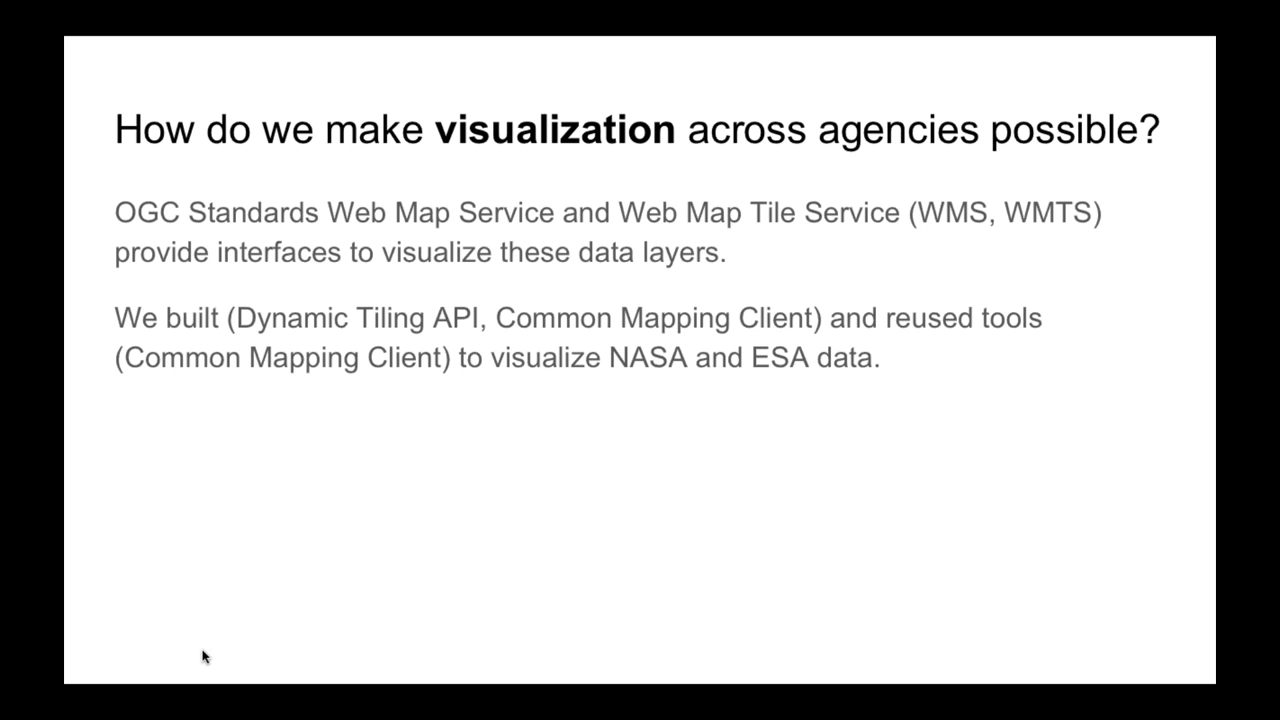 How do we make visualization across agencies possible?
OGC Standards Web Map Service and Web Map Tile Service (WMS, WMTS)
provide interfaces to visualize these data layers.
We built (Dynamic Tiling API, Common Mapping Client) and reused tools
(Common Mapping Client) to visualize NASA and ESA data.